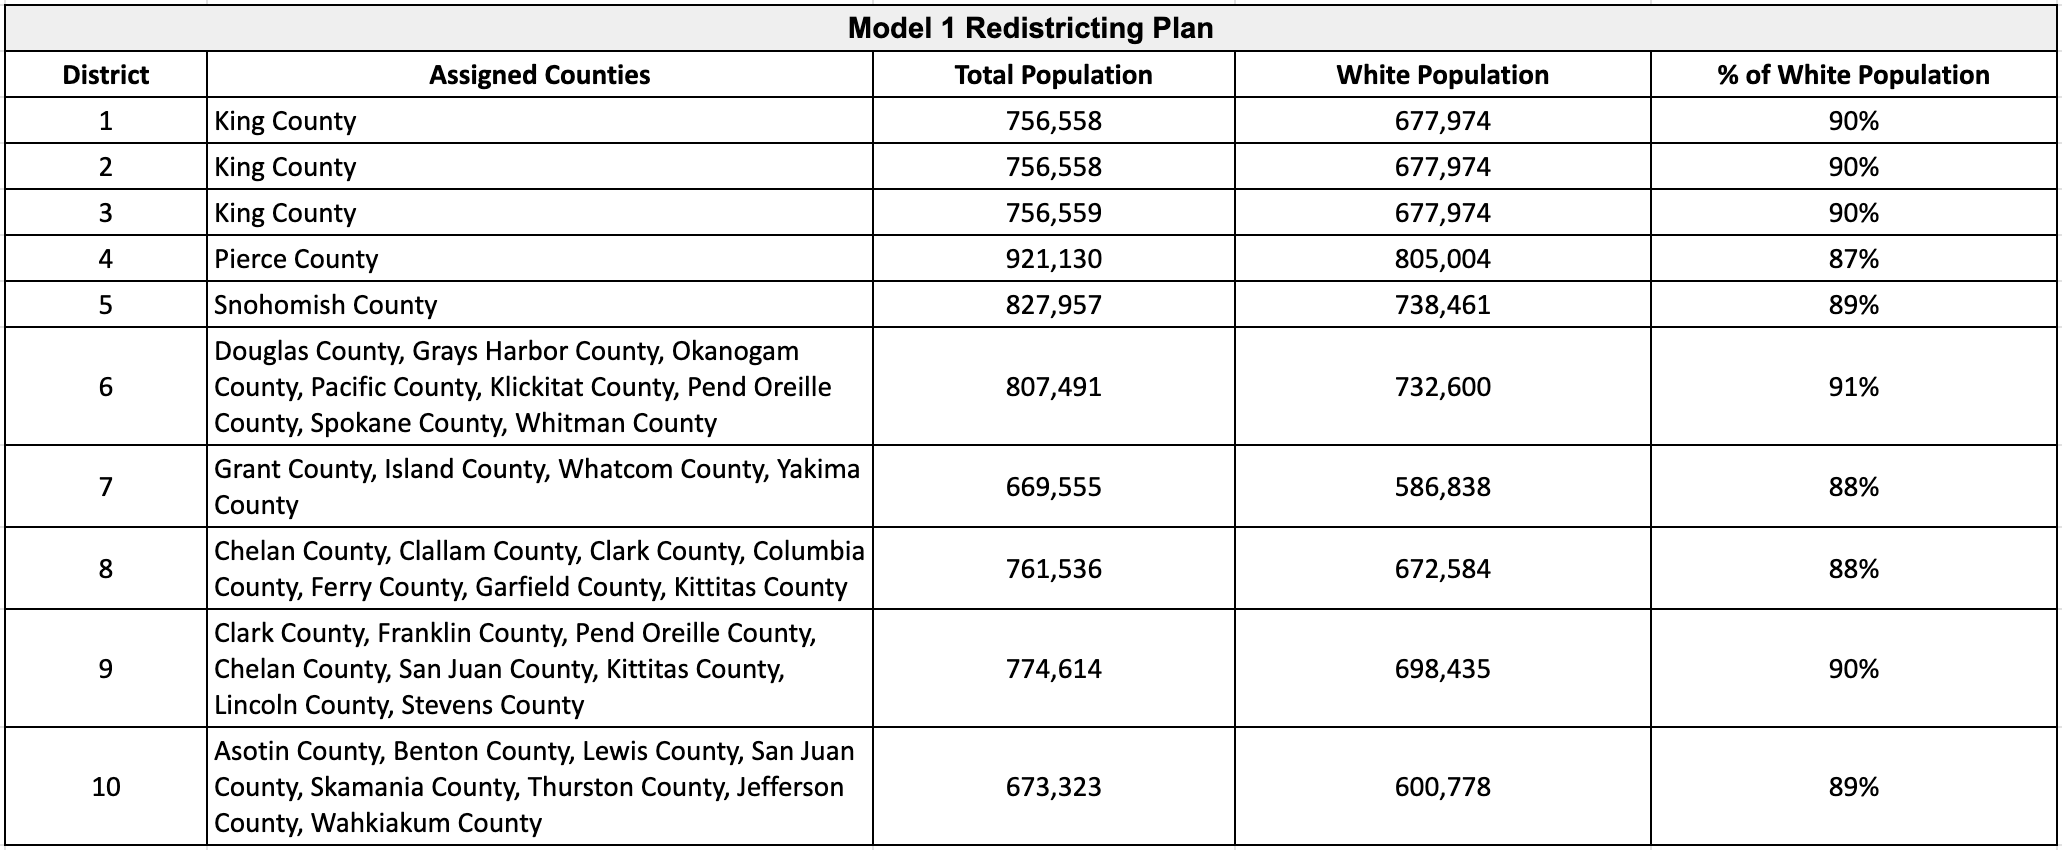 Model 1 Redistricting Plan
District Assigned Counties Total Population White Population % of White Population
1 King County 756,558 677,974 90%
2 King County 756,558 677,974 90%
3 King County 756,559 677,974 90%
4 Pierce County 921,130 805,004 87%
5 Snohomish County 827,957 738,461 89%
Douglas County, Grays Harbor County, Okanogam
6 County, Pacific County, Klickitat County, Pend Oreille 807,491 732,600 91%
County, Spokane County, Whitman County
Grant County, Island County, Whatcom County, Yakima
7 669,555 586,838 88%
County
Chelan County, Clallam County, Clark County, Columbia
8 761,536 672,584 88%
County, Ferry County, Garfield County, Kittitas County
Clark County, Franklin County, Pend Oreille County,
9 Chelan County, San Juan County, Kittitas County, 774,614 698,435 90%
Lincoln County, Stevens County
Asotin County, Benton County, Lewis County, San Juan
10 County, Skamania County, Thurston County, Jefferson 673,323 600,778 89%
County, Wahkiakum County